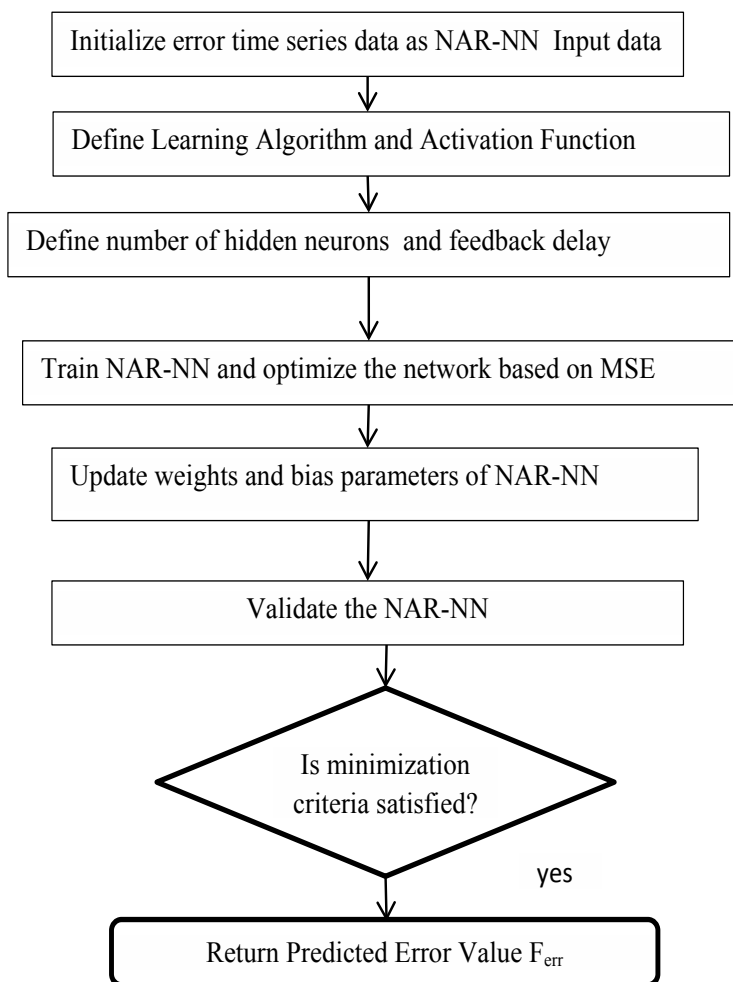 Initialize error time series data as NAR-NN Input data
Define Learning Algorithm and Activation Function
Define number of hidden neurons and feedback delay
Train NAR-NN and optimize the network based on MSE
Update weights and bias parameters of NAR-NN
Validate the NAR-NN
Is minimization
criteria satisfied?
yes
Return Predicted Error Value Ferr